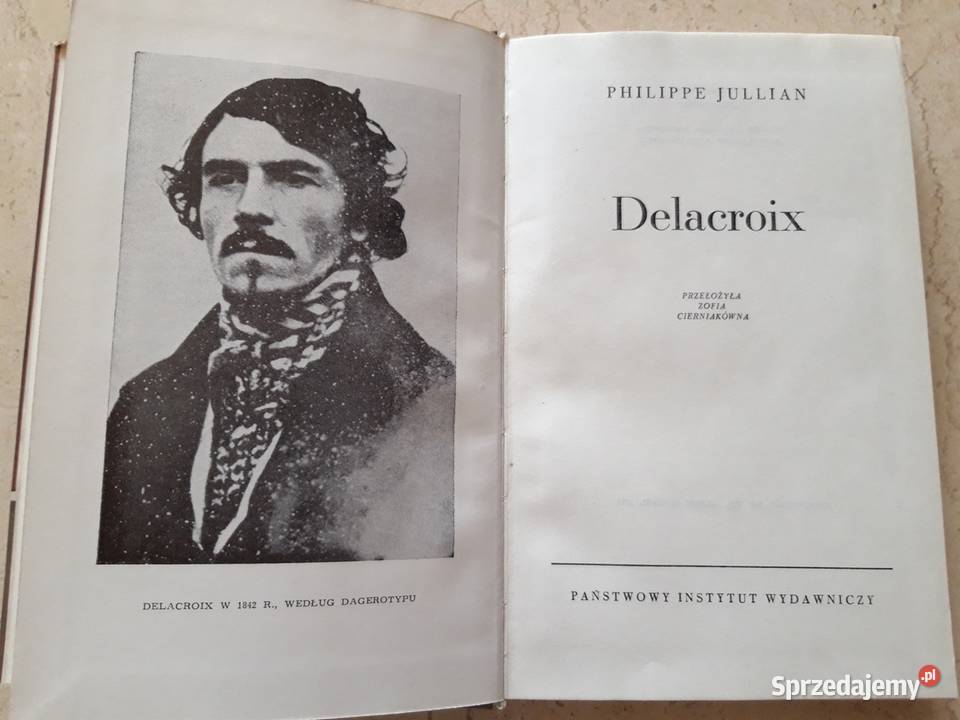 DELACROIX W 1842 R., WEDŁUG DAGEROTYPU
PHILIPPE JULLIAN
Delacroix
PRZEŁOŻYŁA
ZOFIA
CIERNIAKÓWNA
PAŃSTWOWY INSTYTUT WYDAWNICZY
Sprzedajemy.pl